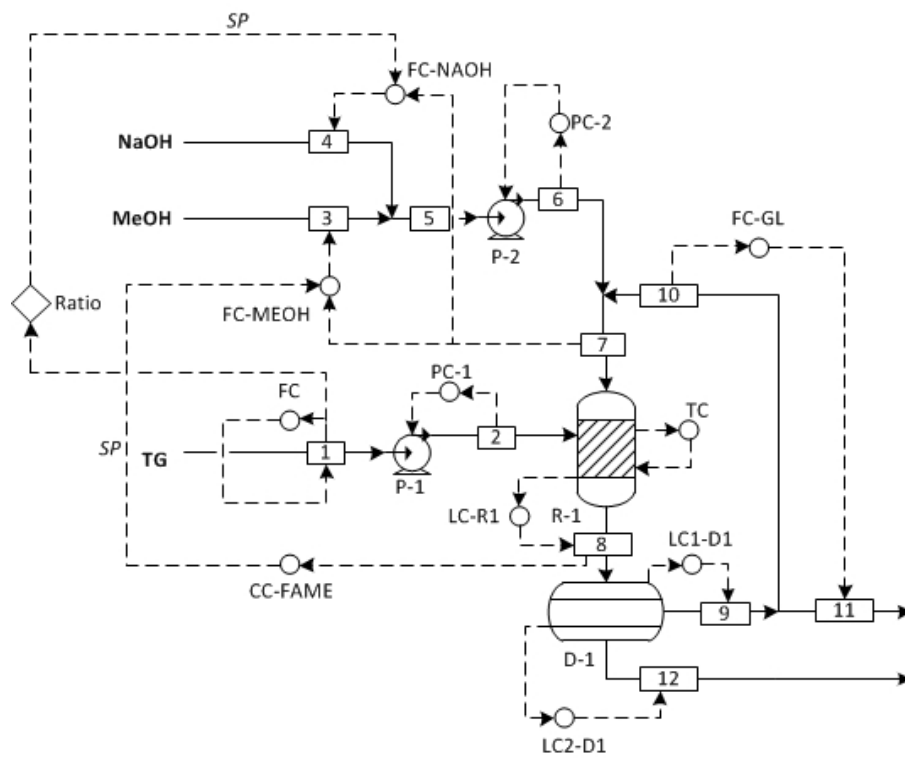 SP
FC-NAOH
NaOH
4
PC-2
6
MeOH
3
5
P-2
FC-GL
10
Ratio
FC-MEOH
7
FC
PC-1
TC
SP
TG
1
2
P-1
LC-R1
R-1
8
LC1-D1
CC-FAME
9
11
D-1
12
LC2-D1